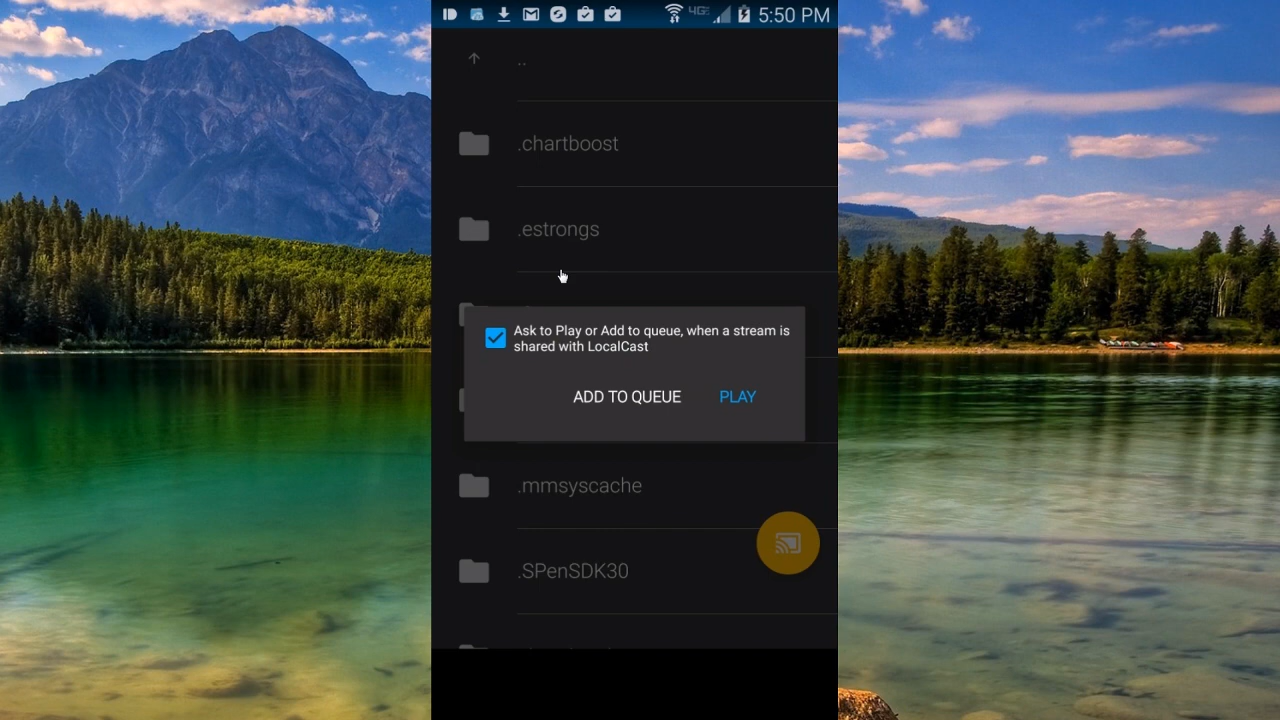 4G
5:50 PM
..
.chartboost
.estrongs
Ask to Play or Add to queue, when a stream is
shared with LocalCast
ADD TO QUEUE
PLAY
.mmsyscache
.SPenSDK30